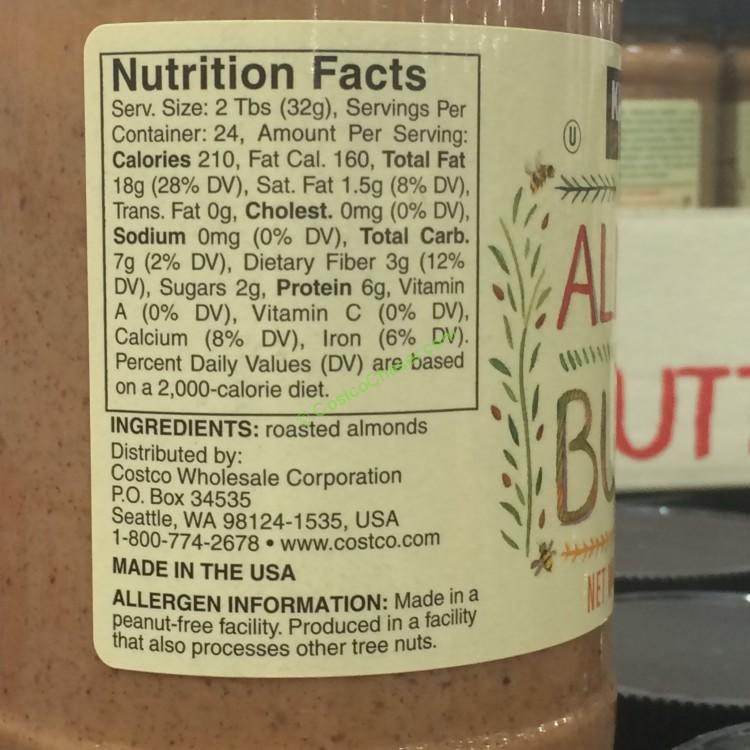 Nutrition Facts
Serv. Size: 2 Tbs (32g), Servings Per
Container: 24, Amount Per Serving:
Calories 210, Fat Cal. 160, Total Fat
18g (28% DV), Sat. Fat 1.5g (8% DV),
Trans. Fat 0g, Cholest. 0mg (0% DV),
Sodium 0mg (0% DV), Total Carb.
7g (2% DV), Dietary Fiber 3g (12%
DV), Sugars 2g, Protein 6g, Vitamin
A (0% DV), Vitamin C (0% DV),
Calcium (8% DV), Iron (6% DV).
Percent Daily Values (DV) are based
on a 2,000-calorie diet.
INGREDIENTS: roasted almonds
Distributed by:
Costco Wholesale Corporation
P.O. Box 34535
Seattle, WA 98124-1535, USA
1-800-774-2678 • www.costco.com
MADE IN THE USA
ALLERGEN INFORMATION: Made in a
peanut-free facility. Produced in a facility
that also processes other tree nuts.
U
K
AL
BU
NET
UTT